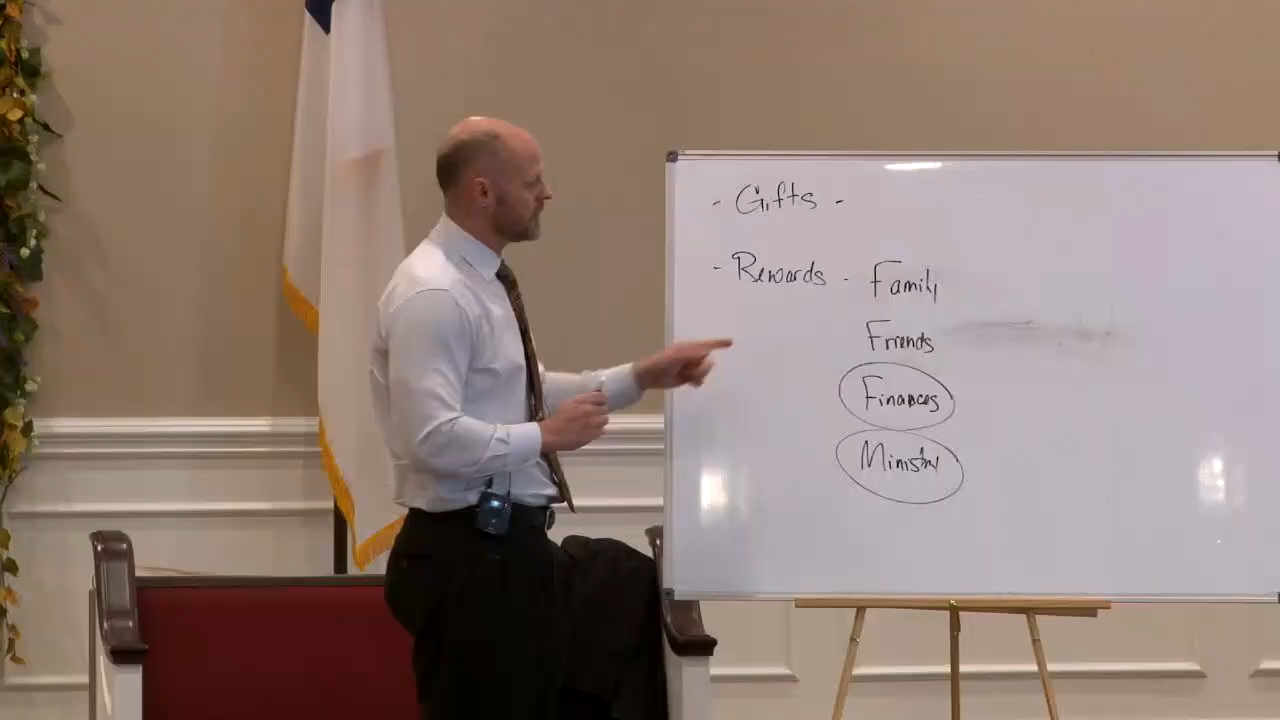 - Gifts -
- Rewards - Family
Friends
Finances
Ministry